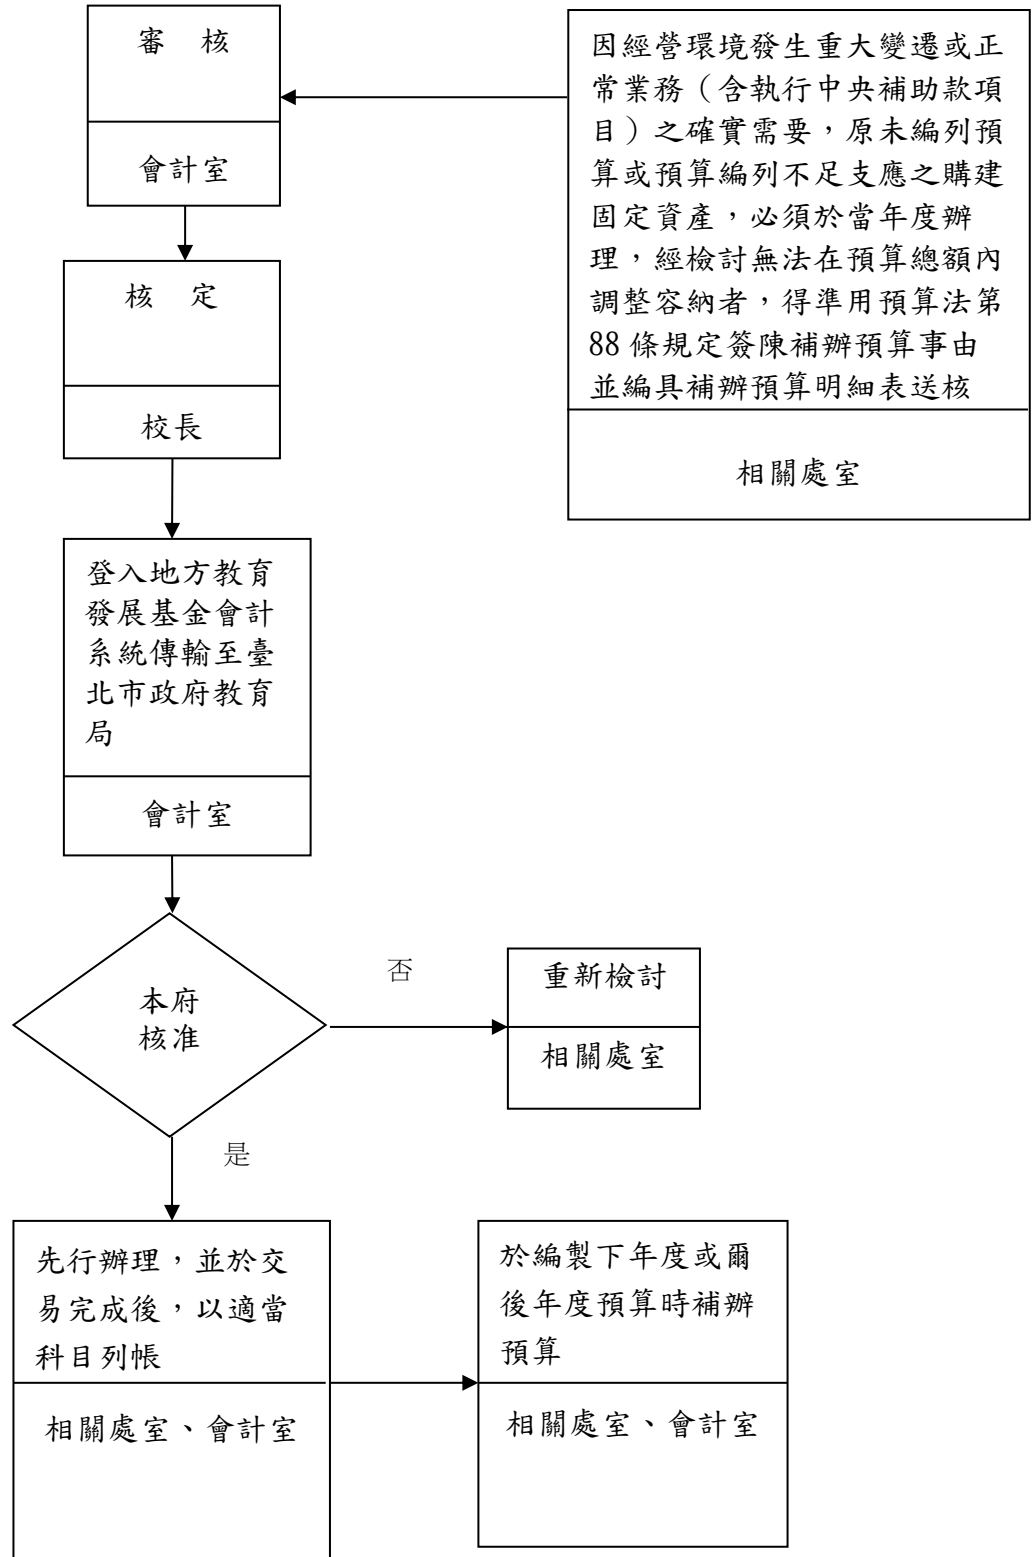 審　核
會計室
因經營環境發生重大變遷或正
常業務（含執行中央補助款項
目）之確實需要，原未編列預
算或預算編列不足支應之購建
固定資產，必須於當年度辦
理，經檢討無法在預算總額內
調整容納者，得準用預算法第
88 條規定簽陳補辦預算事由
並編具補辦預算明細表送核
相關處室
核　定
校長
登入地方教育
發展基金會計
系統傳輸至臺
北市政府教育
局
會計室
本府
核准
否
重新檢討
相關處室
是
先行辦理，並於交
易完成後，以適當
科目列帳
相關處室、會計室
於編製下年度或爾
後年度預算時補辦
預算
相關處室、會計室